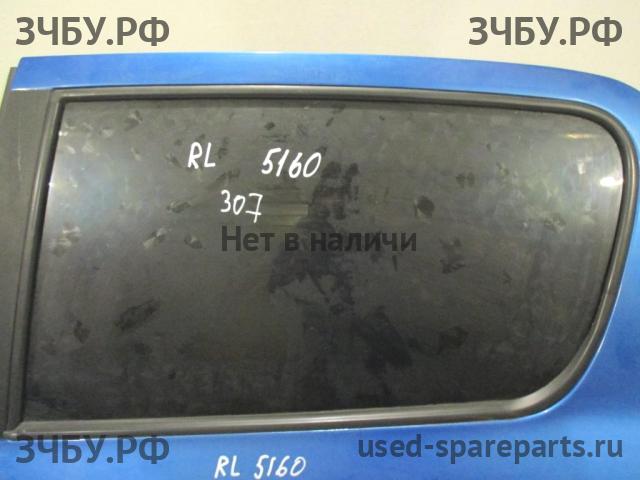 ЗЧБУ.РФ ЗЧБУ.РФ
RL 5160
307
Нет в наличи
ЗЧБУ.РФ used-spareparts.ru
RL 5160